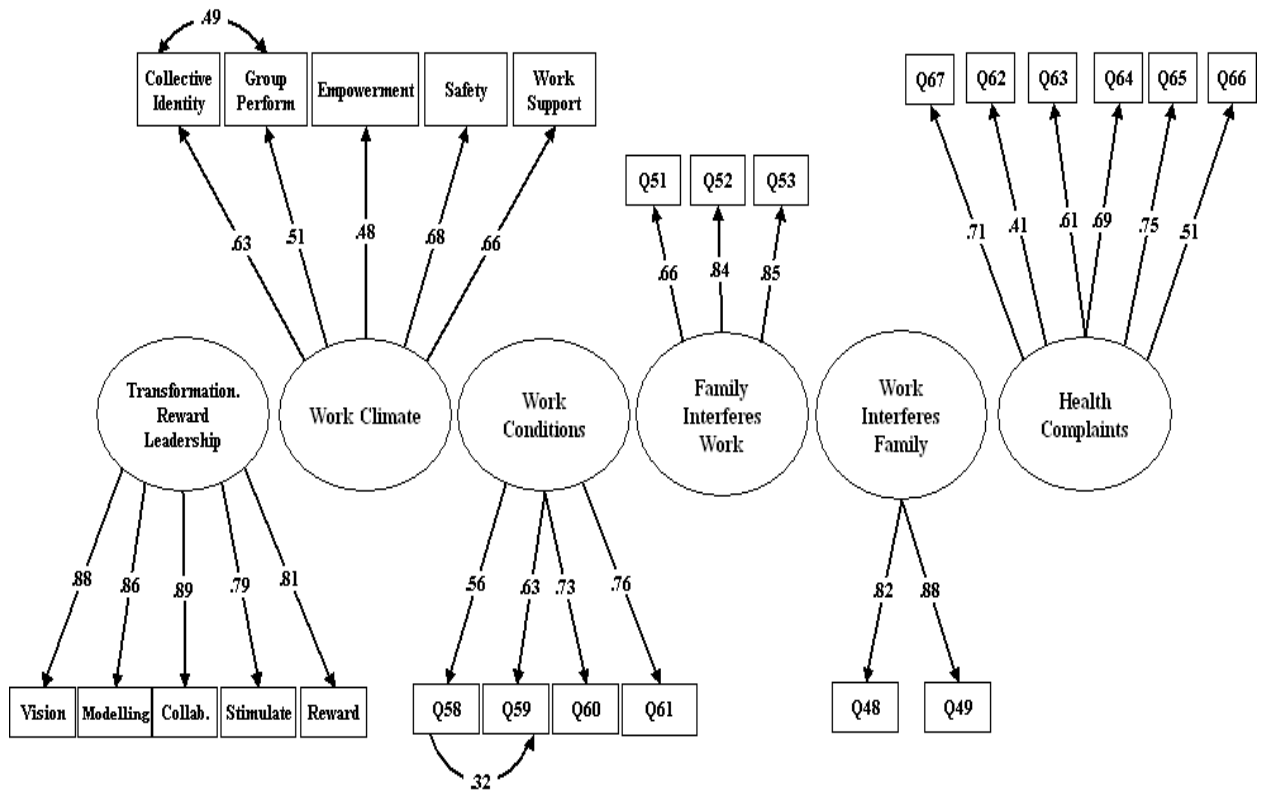 .49
Collective
Identity
Group
Perform
Empowerment
Safety
Work
Support
Q67
Q62
Q63
Q64
Q65
Q66
Q51
Q52
Q53
.63
.51
.48
.68
.66
.66
.84
.85
.71
.41
.61
.69
.75
.51
Transformation.
Reward
Leadership
Work Climate
Work
Conditions
Family
Interferes
Work
Work
Interferes
Family
Health
Complaints
.88
.86
.89
.79
.81
.56
.63
.73
.76
.82
.88
Vision
Modelling
Collab.
Stimulate
Reward
Q58
Q59
Q60
Q61
Q48
Q49
.32